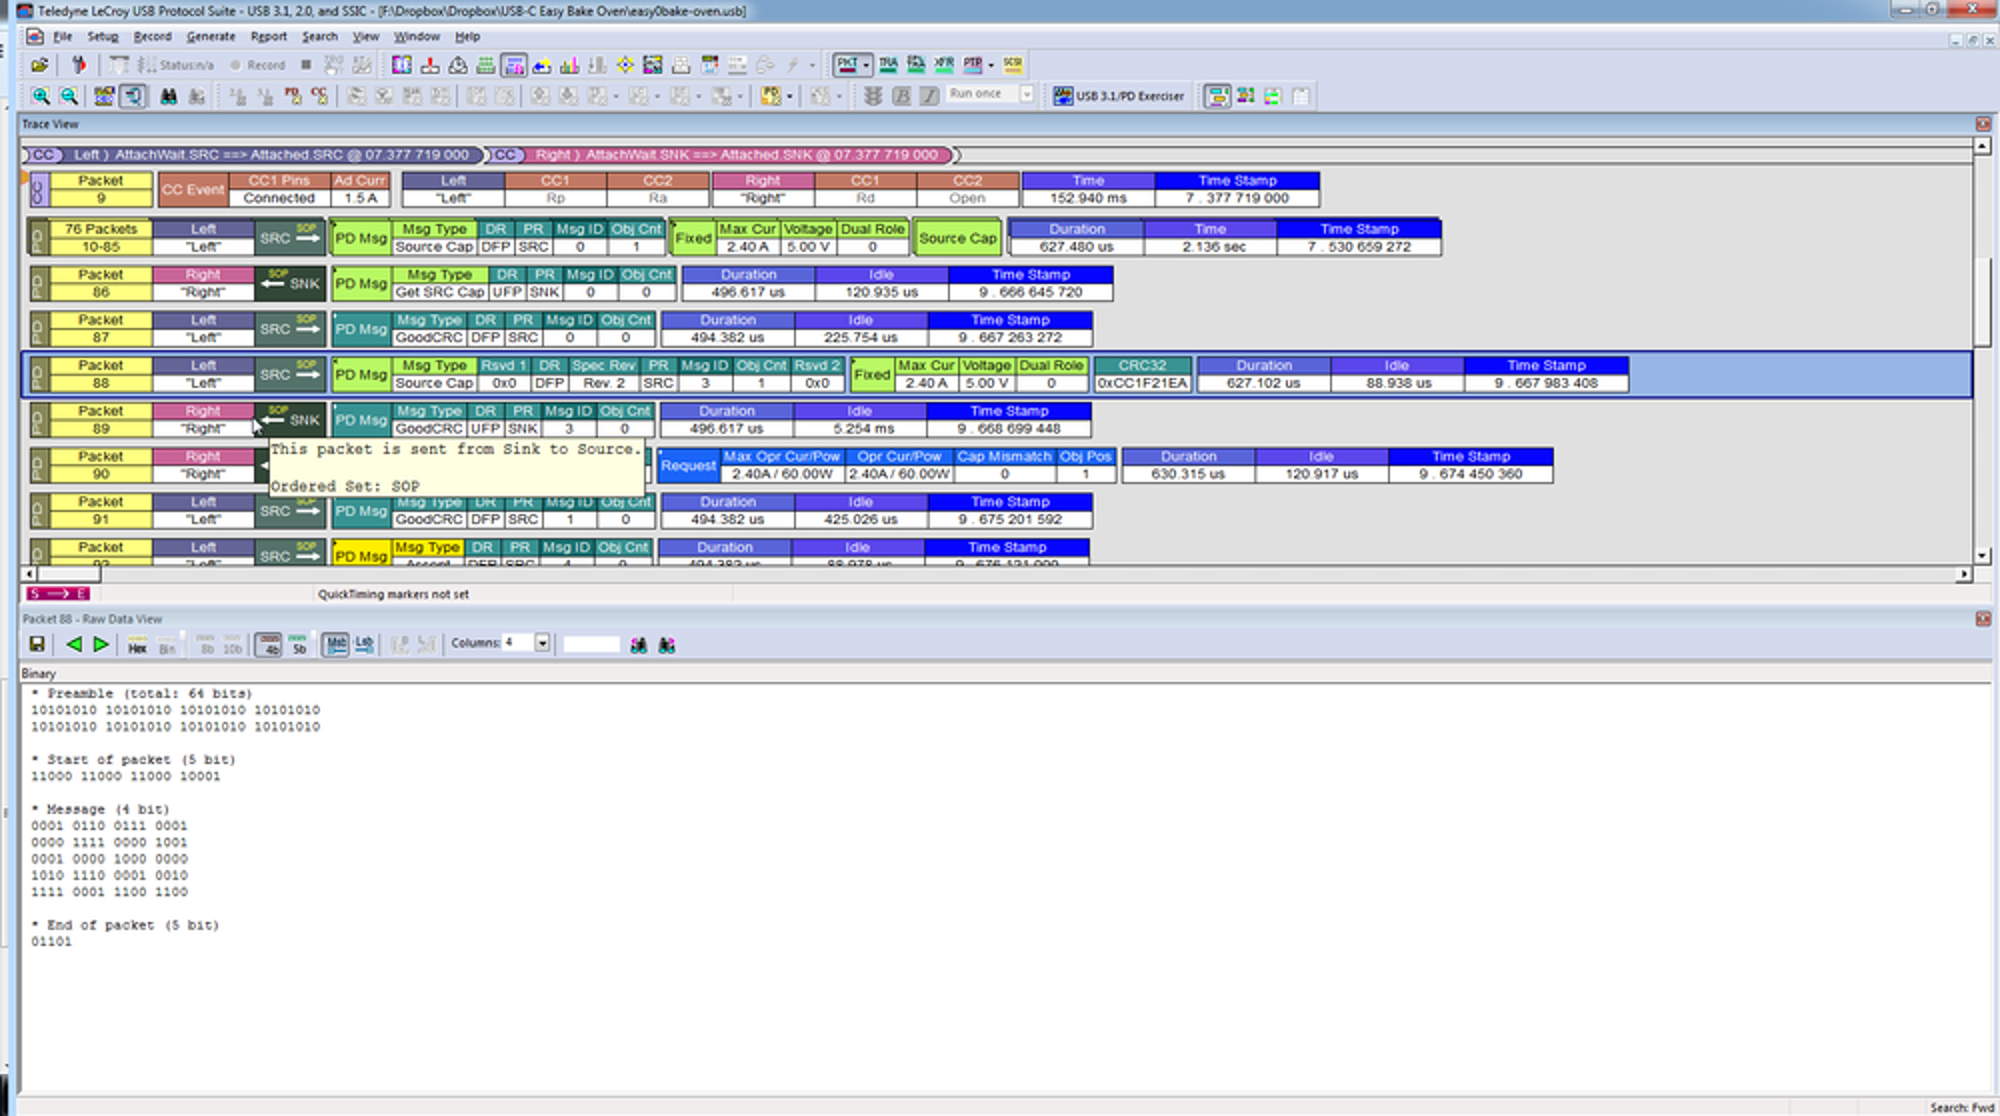 Teledyne LeCroy USB Protocol Suite - USB 3.1, 2.0, and SSIC - [F:\Dropbox\Dropbox\USB-C Easy Bake Oven\easy0bake-oven.usb]
File Setup Record Generate Report Search View Window Help
Status:n/a Record PKT TRA XFR PTR SCSI
PD CC Run once USB 3.1/PD Exerciser
Trace View
CC Left ) AttachWait.SRC ==> Attached.SRC @ 07.377 719 000 CC Right ) AttachWait.SNK ==> Attached.SNK @ 07.377 719 000
CC Packet CC Event CC1 Pins Ad Curr Left CC1 CC2 Right CC1 CC2 Time Time Stamp
9 Connected 1.5 A "Left" Rp Ra "Right" Rd Open 152.940 ms 7 . 377 719 000
PD 76 Packets Left SRC SOP PD Msg Msg Type DR PR Msg ID Obj Cnt Fixed Max Cur Voltage Dual Role Source Cap Duration Time Time Stamp
10-85 "Left" Source Cap DFP SRC 0 1 2.40 A 5.00 V 0 627.480 us 2.136 sec 7 . 530 659 272
PD Packet Right SOP SNK PD Msg Msg Type DR PR Msg ID Obj Cnt Duration Idle Time Stamp
86 "Right" Get SRC Cap UFP SNK 0 0 496.617 us 120.935 us 9 . 666 645 720
PD Packet Left SRC SOP PD Msg Msg Type DR PR Msg ID Obj Cnt Duration Idle Time Stamp
87 "Left" GoodCRC DFP SRC 0 0 494.382 us 225.754 us 9 . 667 263 272
PD Packet Left SRC SOP PD Msg Msg Type Rsvd 1 DR Spec Rev PR Msg ID Obj Cnt Rsvd 2 Fixed Max Cur Voltage Dual Role CRC32 Duration Idle Time Stamp
88 "Left" Source Cap 0x0 DFP Rev. 2 SRC 3 1 0x0 2.40 A 5.00 V 0 0xCC1F21EA 627.102 us 88.938 us 9 . 667 983 408
PD Packet Right SOP SNK PD Msg Msg Type DR PR Msg ID Obj Cnt Duration Idle Time Stamp
89 "Right" GoodCRC UFP SNK 3 0 496.617 us 5.254 ms 9 . 668 699 448
This packet is sent from Sink to Source.
Ordered Set: SOP
PD Packet Right Request Max Opr Cur/Pow Opr Cur/Pow Cap Mismatch Obj Pos Duration Idle Time Stamp
90 "Right" 2.40A / 60.00W 2.40A / 60.00W 0 1 630.315 us 120.917 us 9 . 674 450 360
PD Packet Left SRC PD Msg Msg Type DR PR Msg ID Obj Cnt Duration Idle Time Stamp
91 "Left" GoodCRC DFP SRC 1 0 494.382 us 425.026 us 9 . 675 201 592
PD Packet Left SRC SOP PD Msg Msg Type DR PR Msg ID Obj Cnt Duration Idle Time Stamp
S E QuickTiming markers not set
Packet 88 - Raw Data View
Hex Bin 8b 10b 4b 5b Msb Lsb Columns: 4
Binary
* Preamble (total: 64 bits)
10101010 10101010 10101010 10101010
10101010 10101010 10101010 10101010
* Start of packet (5 bit)
11000 11000 11000 10001
* Message (4 bit)
0001 0110 0111 0001
0000 1111 0000 1001
0001 0000 1000 0000
1010 1110 0001 0010
1111 0001 1100 1100
* End of packet (5 bit)
01101
Search: Fwd